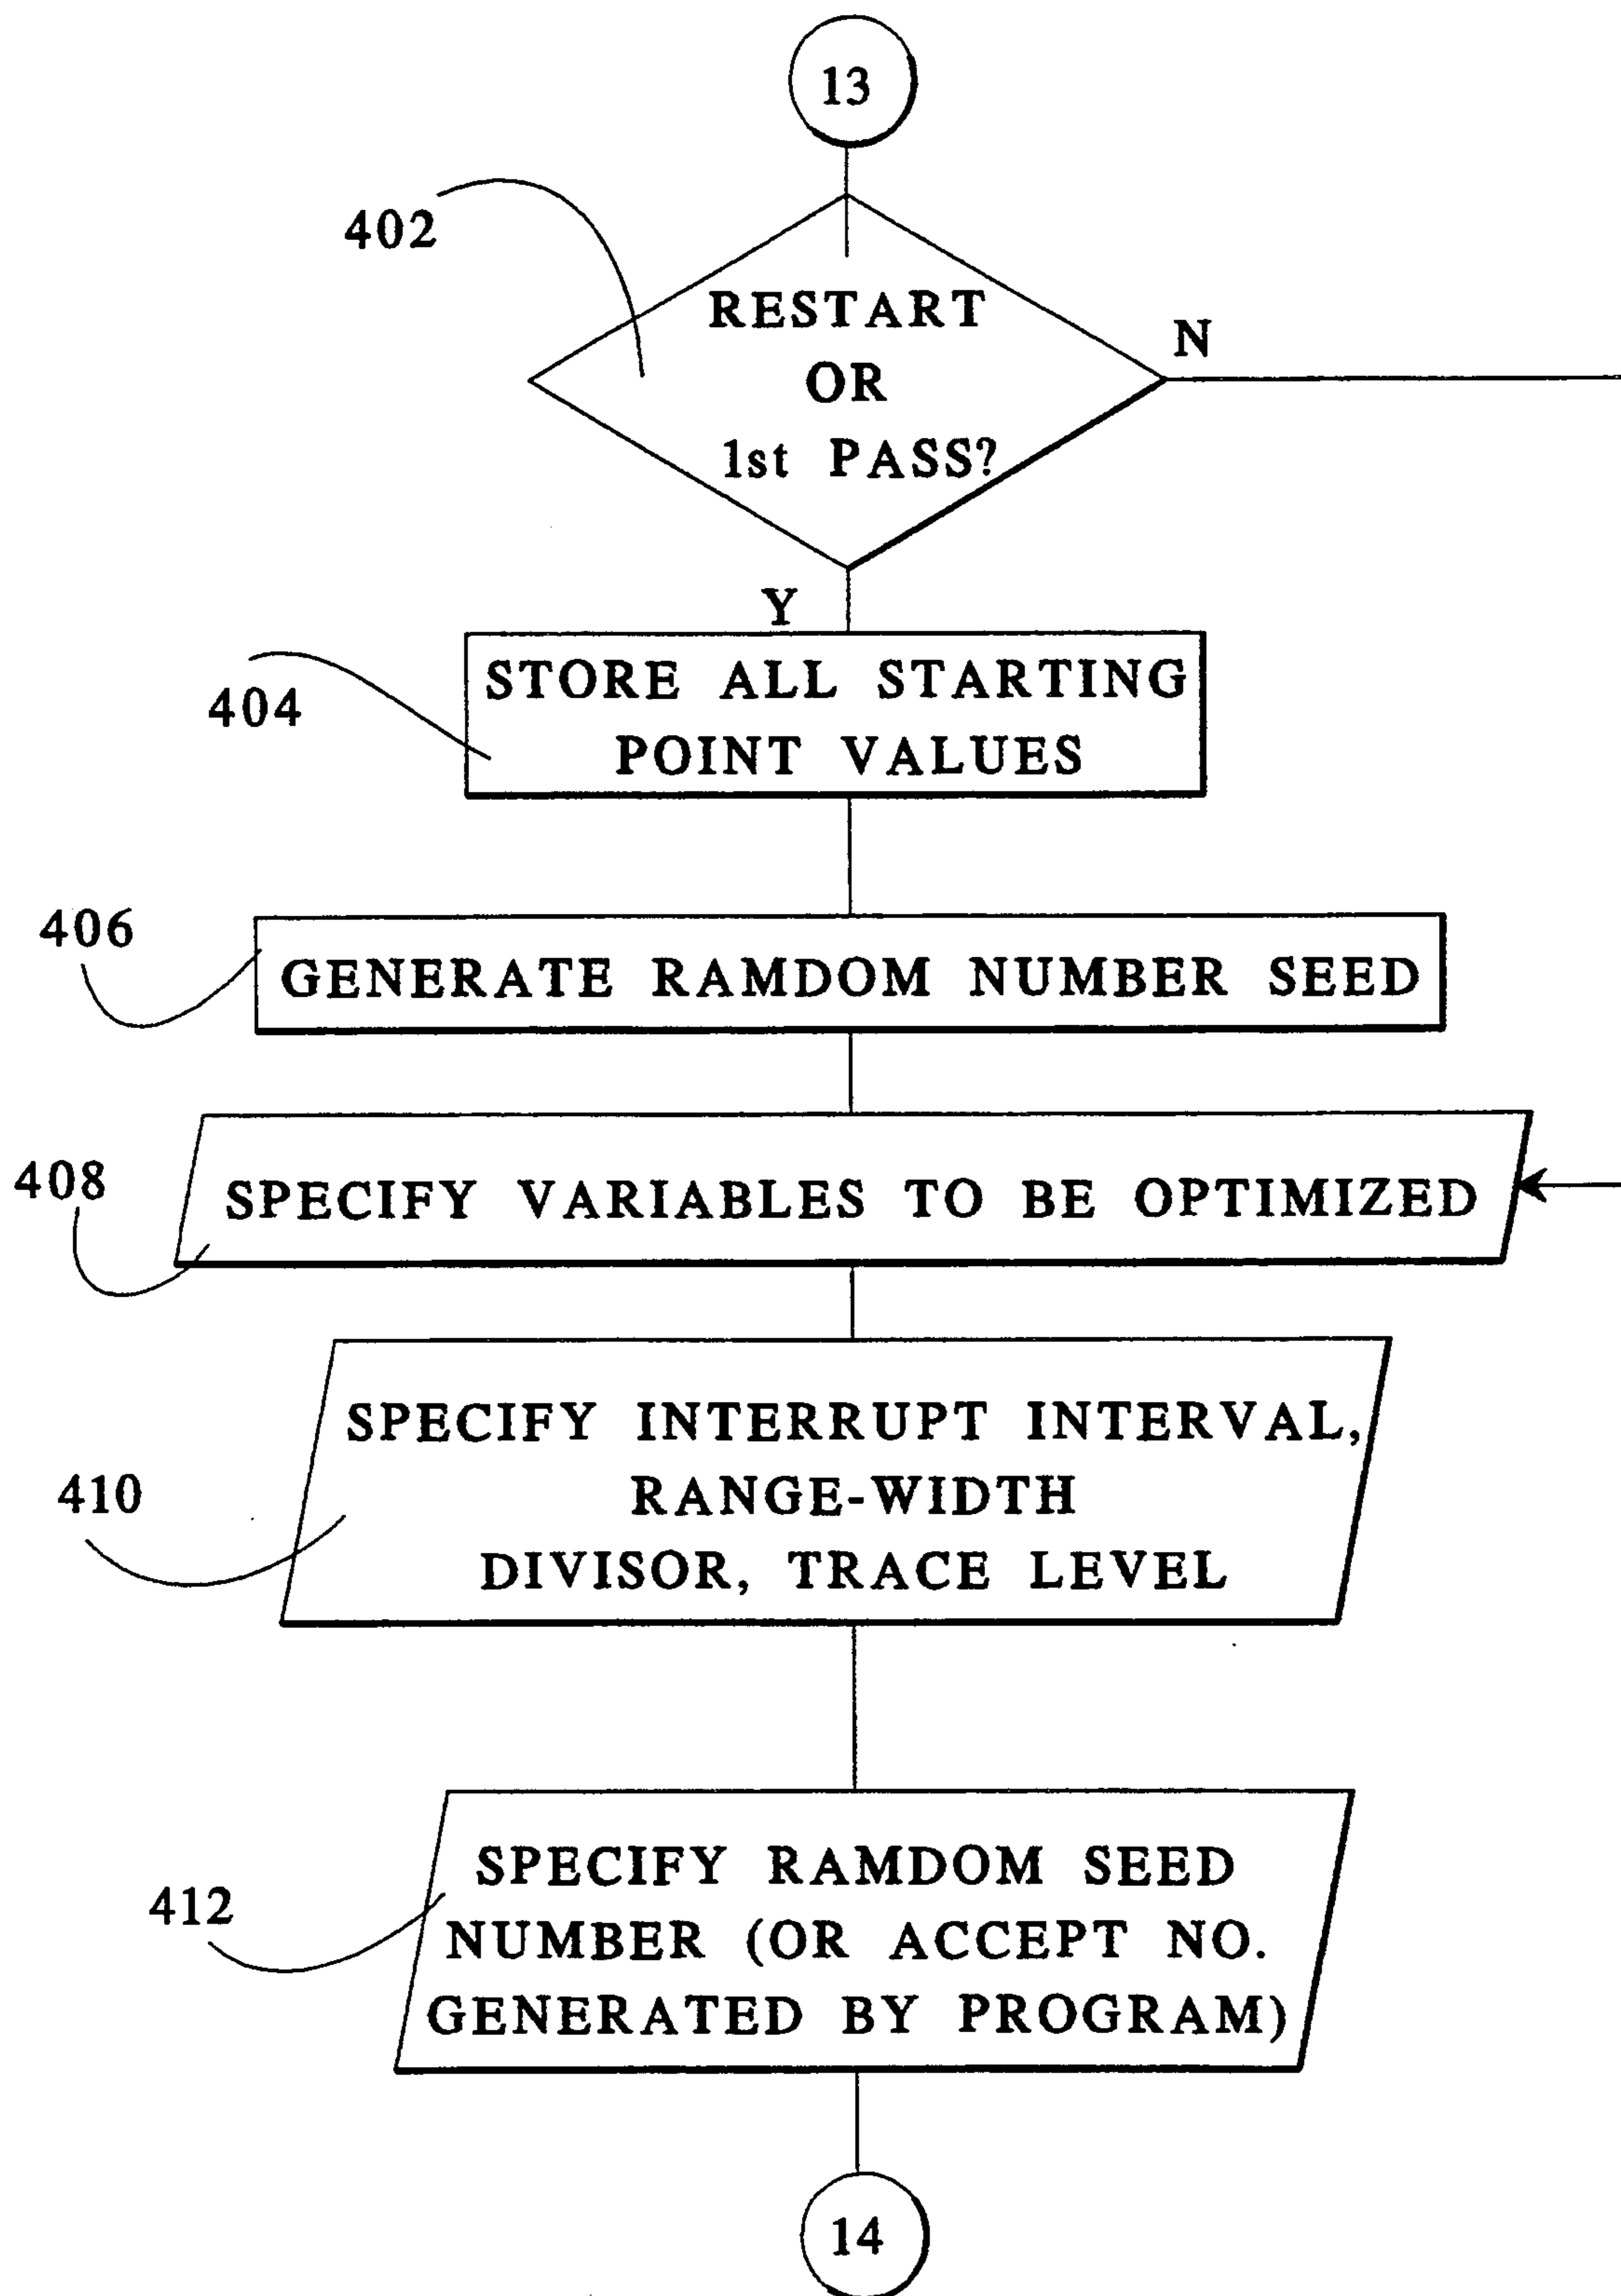 13
402
RESTART
OR
1st PASS?
N
Y
404
STORE ALL STARTING
POINT VALUES
406
GENERATE RAMDOM NUMBER SEED
408
SPECIFY VARIABLES TO BE OPTIMIZED
410
SPECIFY INTERRUPT INTERVAL,
RANGE-WIDTH
DIVISOR, TRACE LEVEL
412
SPECIFY RAMDOM SEED
NUMBER (OR ACCEPT NO.
GENERATED BY PROGRAM)
14